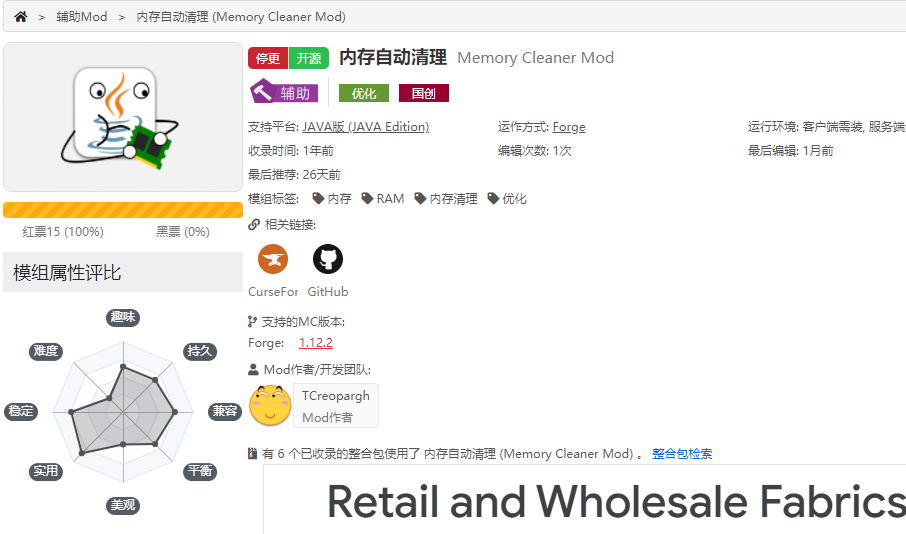 > 辅助Mod > 内存自动清理 (Memory Cleaner Mod)
停更 开源 内存自动清理 Memory Cleaner Mod
辅助 优化 国创
支持平台: JAVA版 (JAVA Edition) 运作方式: Forge 运行环境: 客户端需装, 服务端
收录时间: 1年前 编辑次数: 1次 最后编辑: 1月前
最后推荐: 26天前
模组标签: 内存 RAM 内存清理 优化
相关链接:
CurseFor GitHub
支持的MC版本:
Forge: 1.12.2
Mod作者/开发团队:
TCreopargh
Mod作者
有 6 个已收录的整合包使用了 内存自动清理 (Memory Cleaner Mod) 。 整合包检索
Retail and Wholesale Fabrics
红票15 (100%) 黑票 (0%)
模组属性评比
趣味
难度 持久
稳定 兼容
实用 平衡
美观